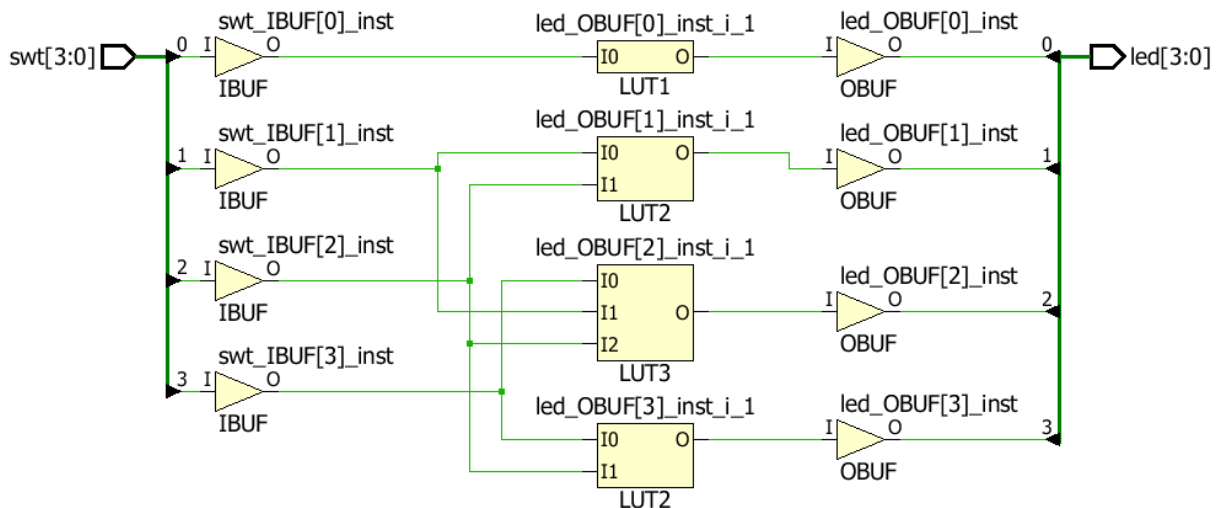 swt_IBUF[0]_inst
led_OBUF[0]_inst_i_1
led_OBUF[0]_inst
swt[3:0]
0
I
O
I0
O
I
O
0
led[3:0]
IBUF
LUT1
OBUF
swt_IBUF[1]_inst
led_OBUF[1]_inst_i_1
led_OBUF[1]_inst
1
I
O
I0
O
I
O
1
I1
IBUF
LUT2
OBUF
swt_IBUF[2]_inst
led_OBUF[2]_inst_i_1
led_OBUF[2]_inst
2
I
O
I0
I1
O
I
O
2
I2
IBUF
LUT3
OBUF
swt_IBUF[3]_inst
led_OBUF[3]_inst_i_1
led_OBUF[3]_inst
3
I
O
I0
O
I
O
3
I1
IBUF
LUT2
OBUF